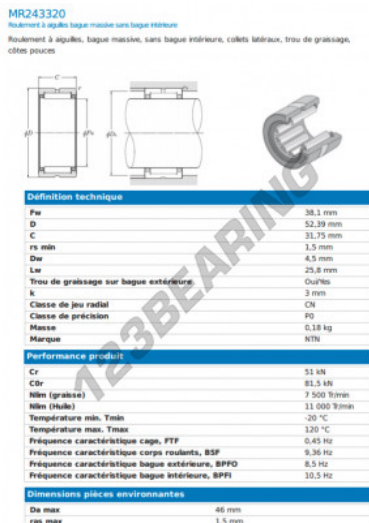 MR243320
Roulement à aiguilles bague massive sans bague intérieure
Roulement à aiguilles, bague massive, sans bague intérieure, collets latéraux, trou de graissage,
côtes pouces
C
r
øD
øFw
øDa
Définition technique
Fw 38,1 mm
D 52,39 mm
C 31,75 mm
rs min 1,5 mm
Dw 4,5 mm
Lw 25,8 mm
Trou de graissage sur bague extérieure Oui/Yes
k 3 mm
Classe de jeu radial CN
Classe de précision P0
Masse 0,18 kg
Marque NTN
Performance produit
Cr 51 kN
C0r 81,5 kN
Nlim (graisse) 7 500 Tr/min
Nlim (Huile) 11 000 Tr/min
Température min. Tmin -20 °C
Température max. Tmax 120 °C
Fréquence caractéristique cage, FTF 0,45 Hz
Fréquence caractéristique corps roulants, BSF 9,36 Hz
Fréquence caractéristique bague extérieure, BPFO 8,5 Hz
Fréquence caractéristique bague intérieure, BPFI 10,5 Hz
Dimensions pièces environnantes
Da max 46 mm
ras max 1,5 mm
123BEARING